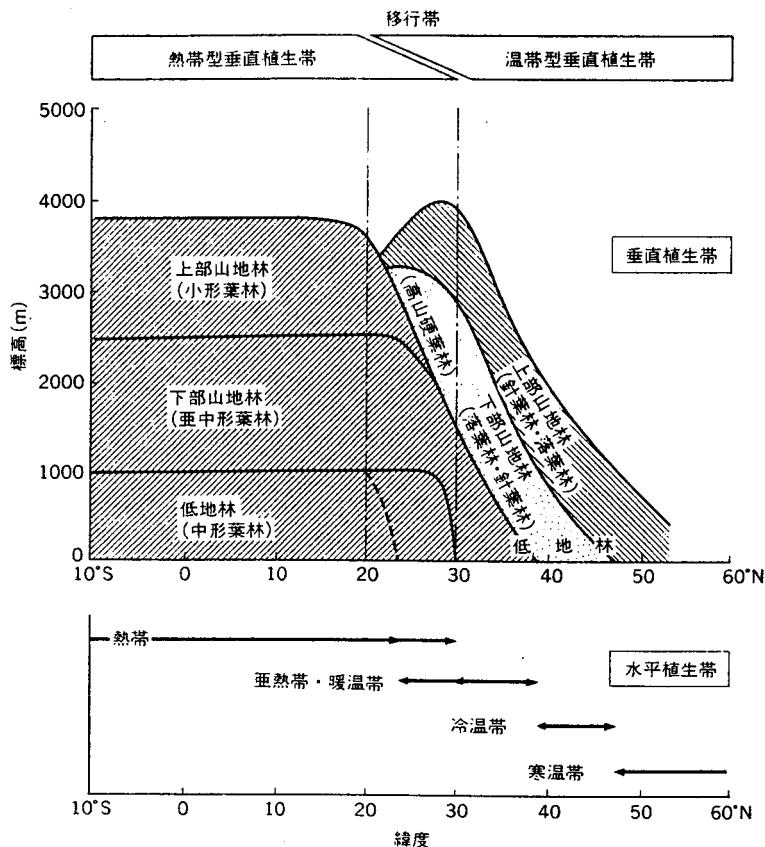 移行帯
熱帯型垂直植生帯
温帯型垂直植生帯
5000
4000
3000
2000
1000
0
標高(m)
垂直植生帯
上部山地林
(小形葉林)
下部山地林
(亜中形葉林)
低地林
(中形葉林)
(高山硬葉林)
下部山地林
(落葉林・針葉林)
上部山地林
(針葉林・落葉林)
低地林
10°S 0 10 20 30 40 50 60°N
熱帯
水平植生帯
亜熱帯・暖温帯
冷温帯
寒温帯
10°S 0 10 20 30 40 50 60°N
緯度